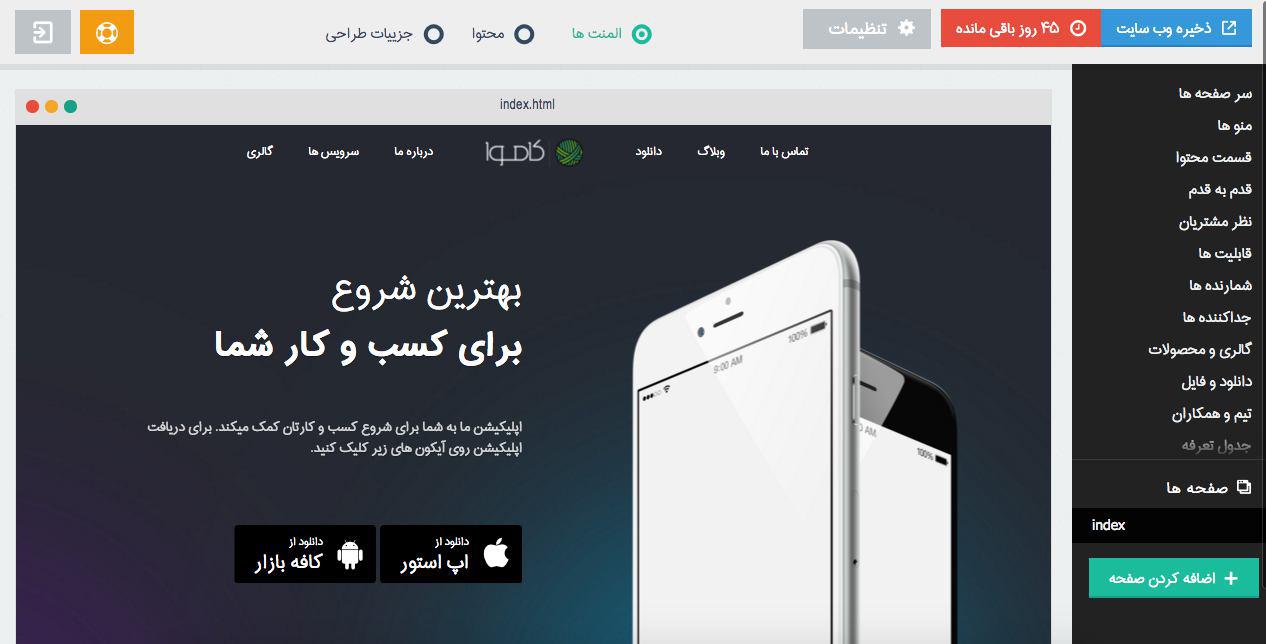 ذخیره وب سایت
۴۵ روز باقی مانده
تنظیمات
المنت ها
محتوا
جزییات طراحی
سر صفحه ها
منو ها
قسمت محتوا
قدم به قدم
نظر مشتریان
قابلیت ها
شمارنده ها
جداکننده ها
گالری و محصولات
دانلود و فایل
تیم و همکاران
جدول تعرفه
صفحه ها
index
اضافه کردن صفحه
index.html
تماس با ما
وبلاگ
دانلود
کاموا
درباره ما
سرویس ها
گالری
بهترین شروع
برای کسب و کار شما
اپلیکیشن ما به شما برای شروع کسب و کارتان کمک میکند. برای دریافت
اپلیکیشن روی آیکون های زیر کلیک کنید.
دانلود از
اپ استور
دانلود از
کافه بازار
9:00 AM
100%
100%